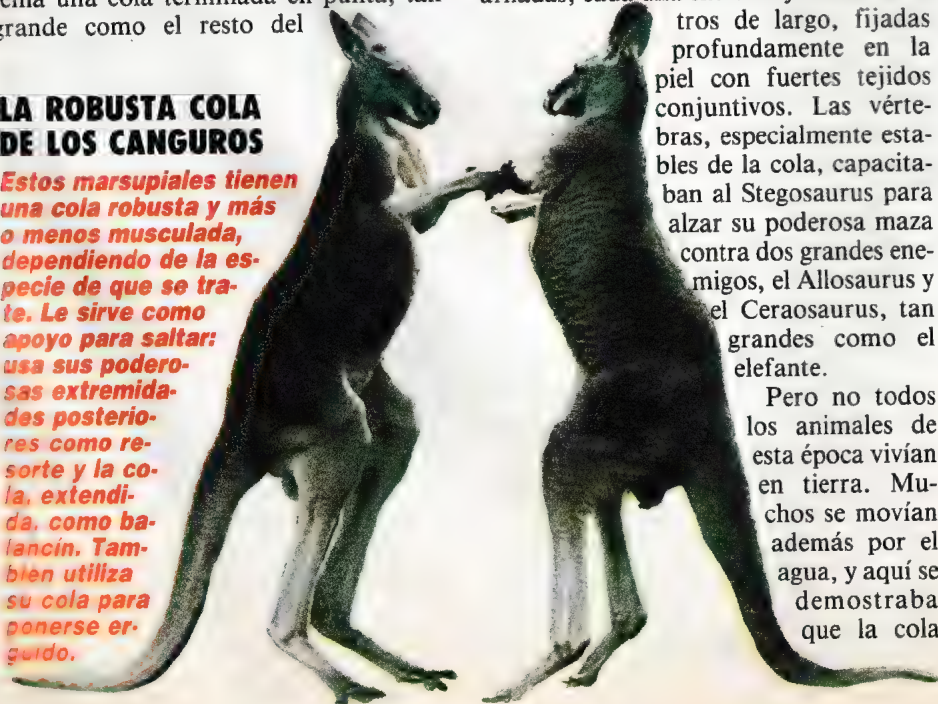 tenía una cola terminada en punta, tan
grande como el resto del
LA ROBUSTA COLA
DE LOS CANGUROS
Estos marsupiales tienen
una cola robusta y más
o menos musculada,
dependiendo de la es-
pecie de que se tra-
te. Le sirve como
apoyo para saltar:
usa sus podero-
sas extremida-
des posterio-
res como re-
sorte y la co-
la, extendi-
da, como ba-
lancín. Tam-
bién utiliza
su cola para
ponerse er-
guido.
tros de largo, fijadas
profundamente en la
piel con fuertes tejidos
conjuntivos. Las vérte-
bras, especialmente esta-
bles de la cola, capacita-
ban al Stegosaurus para
alzar su poderosa maza
contra dos grandes ene-
migos, el Allosaurus y
el Ceraosaurus, tan
grandes como el
elefante.
Pero no todos
los animales de
esta época vivían
en tierra. Mu-
chos se movían
además por el
agua, y aquí se
demostraba
que la cola